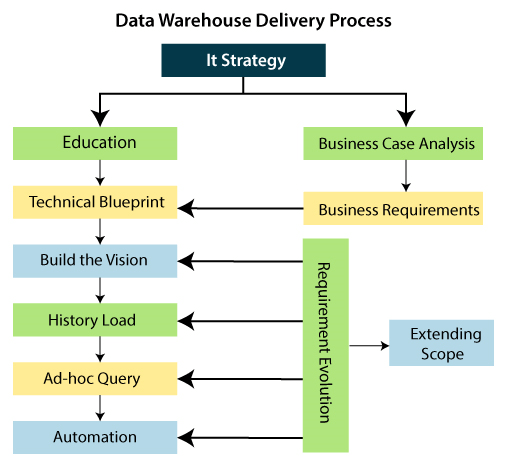 Data Warehouse Delivery Process
It Strategy
Education
Business Case Analysis
Technical Blueprint
Business Requirements
Build the Vision
History Load
Ad-hoc Query
Automation
Requirement Evolution
Extending
Scope